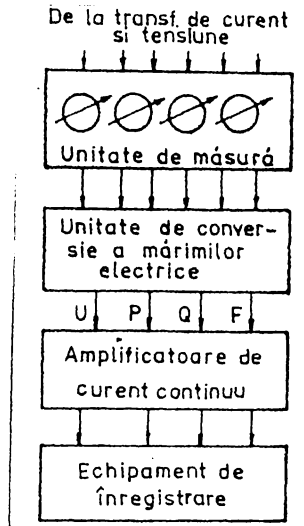 De la transf. de curent
si tensiune
Unitate de másurá
Unitate de conver-
sie a márimilor
electrice
U P Q F
Amplificatoare de
curent continuu
Echipament de
înregistrare